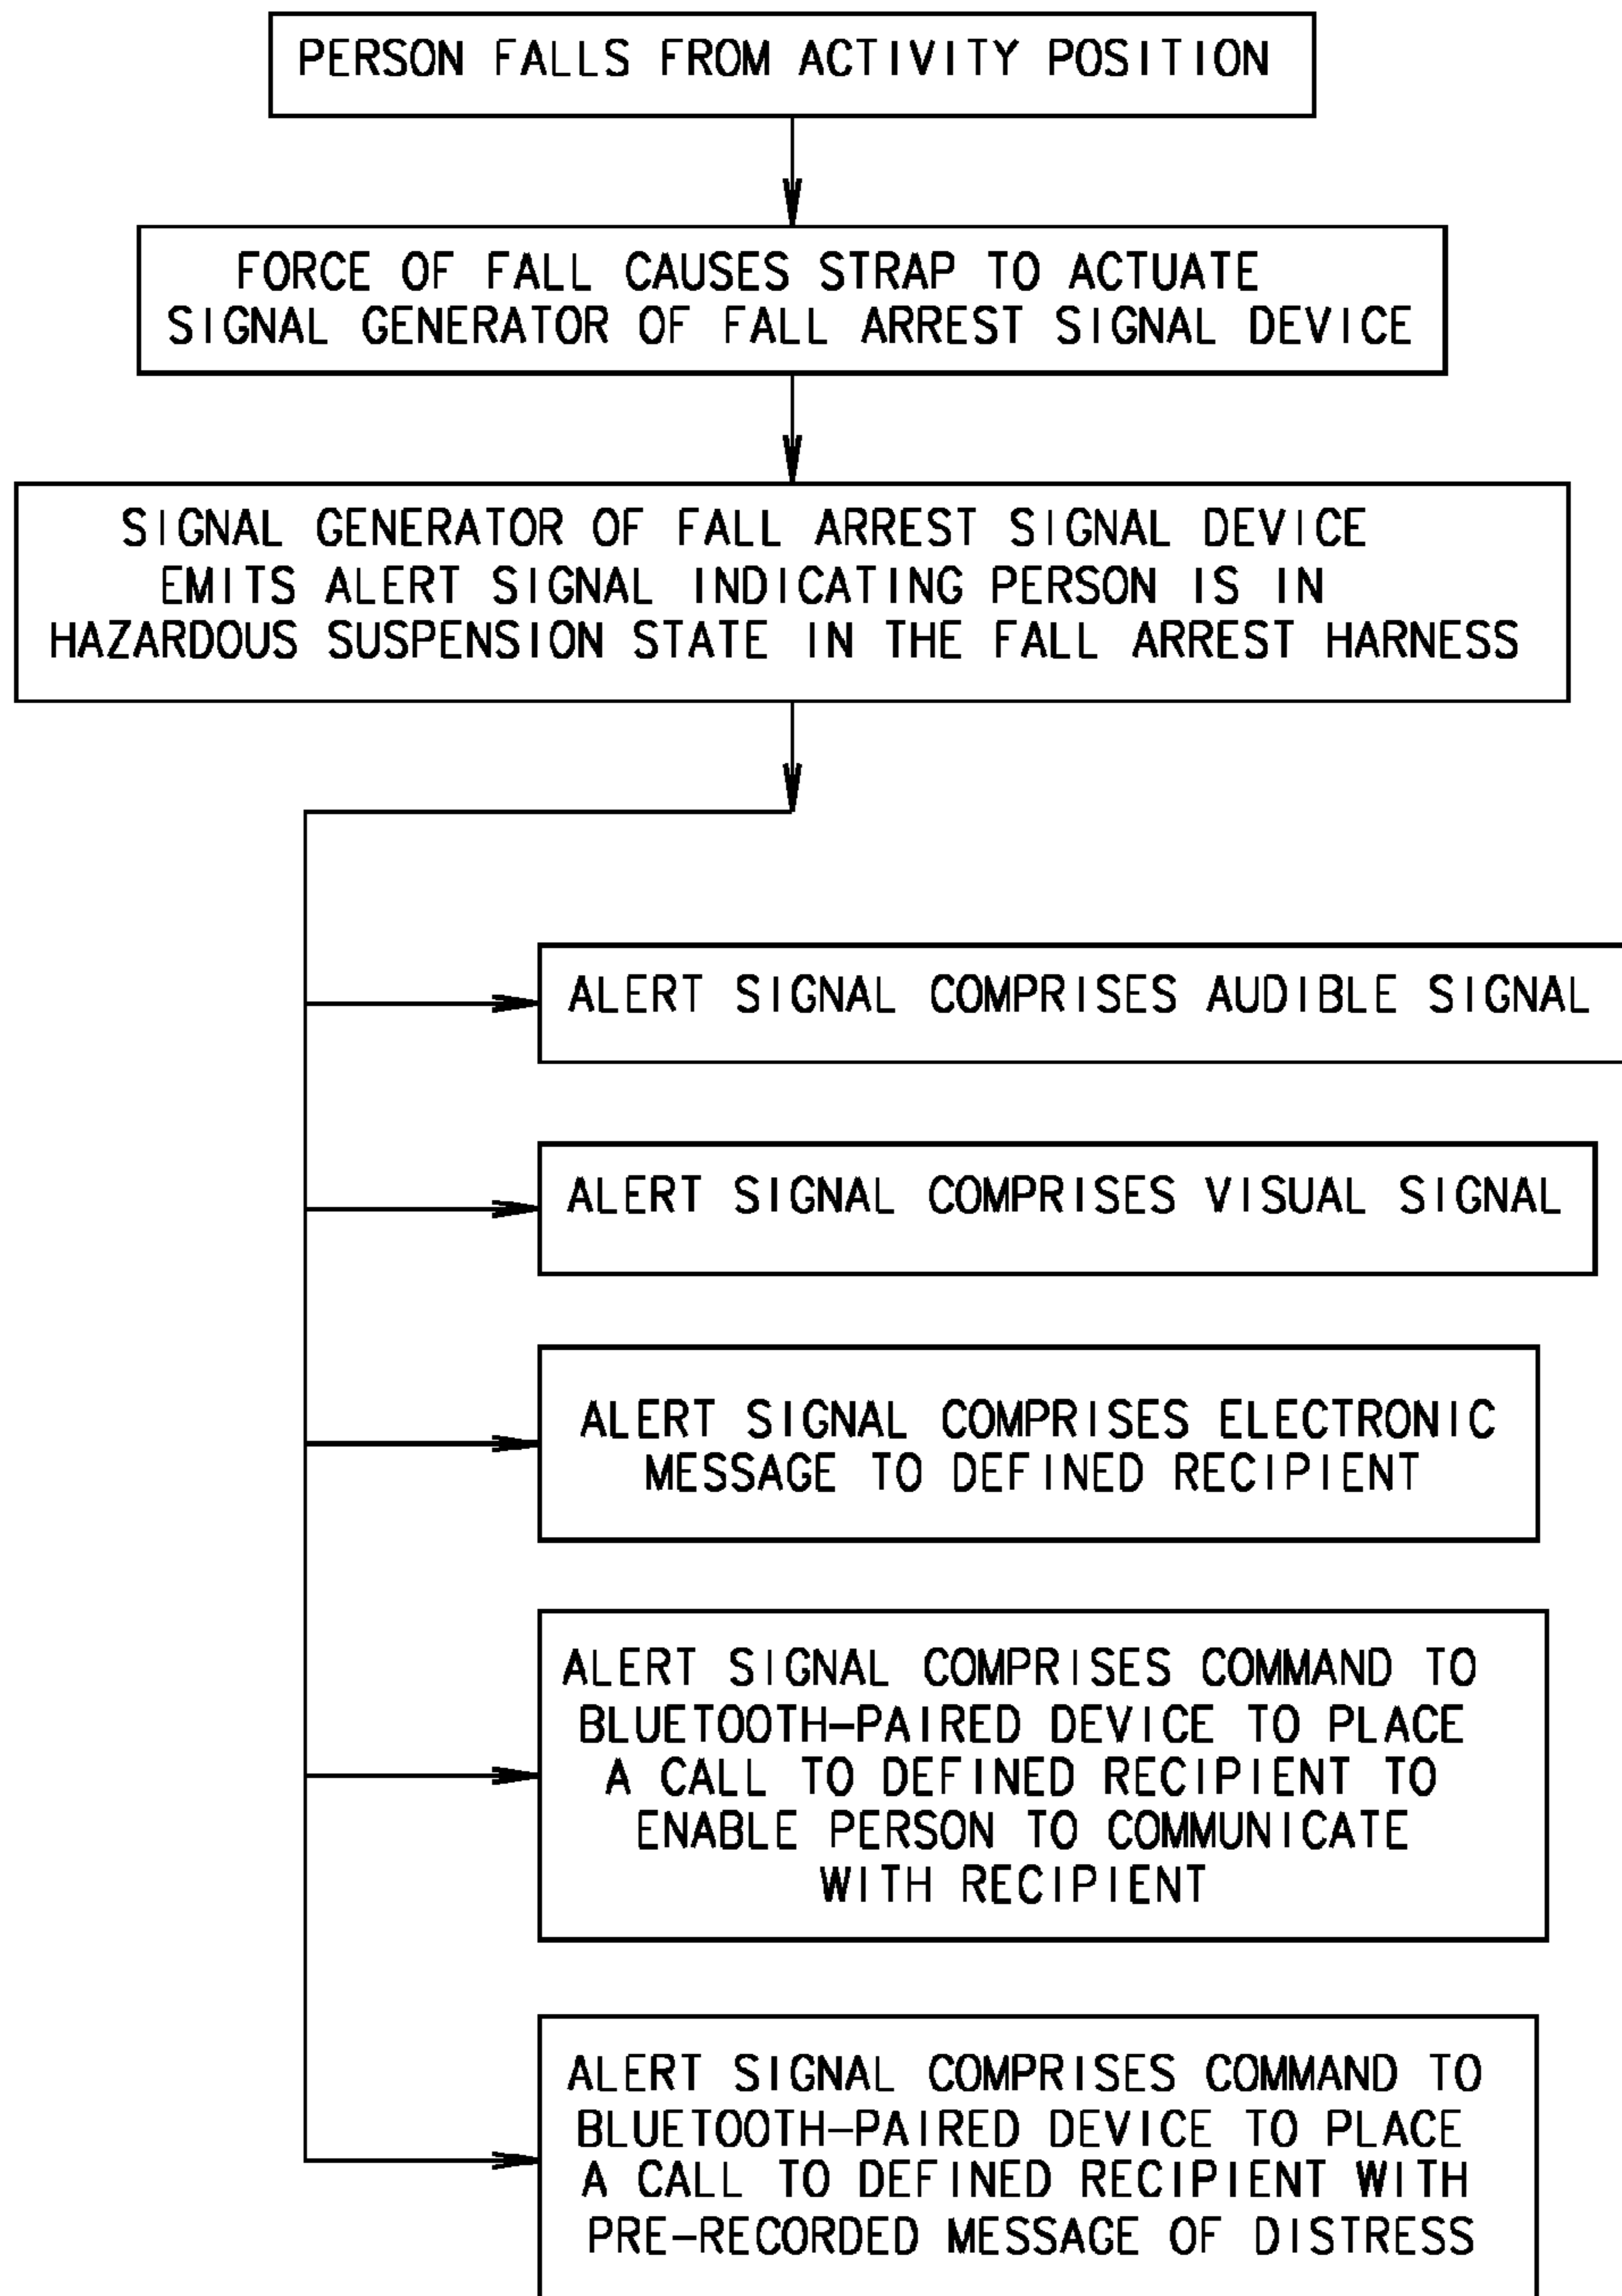 PERSON FALLS FROM ACTIVITY POSITION
FORCE OF FALL CAUSES STRAP TO ACTUATE
SIGNAL GENERATOR OF FALL ARREST SIGNAL DEVICE
SIGNAL GENERATOR OF FALL ARREST SIGNAL DEVICE
EMITS ALERT SIGNAL INDICATING PERSON IS IN
HAZARDOUS SUSPENSION STATE IN THE FALL ARREST HARNESS
ALERT SIGNAL COMPRISES AUDIBLE SIGNAL
ALERT SIGNAL COMPRISES VISUAL SIGNAL
ALERT SIGNAL COMPRISES ELECTRONIC
MESSAGE TO DEFINED RECIPIENT
ALERT SIGNAL COMPRISES COMMAND TO
BLUETOOTH-PAIRED DEVICE TO PLACE
A CALL TO DEFINED RECIPIENT TO
ENABLE PERSON TO COMMUNICATE
WITH RECIPIENT
ALERT SIGNAL COMPRISES COMMAND TO
BLUETOOTH-PAIRED DEVICE TO PLACE
A CALL TO DEFINED RECIPIENT WITH
PRE-RECORDED MESSAGE OF DISTRESS